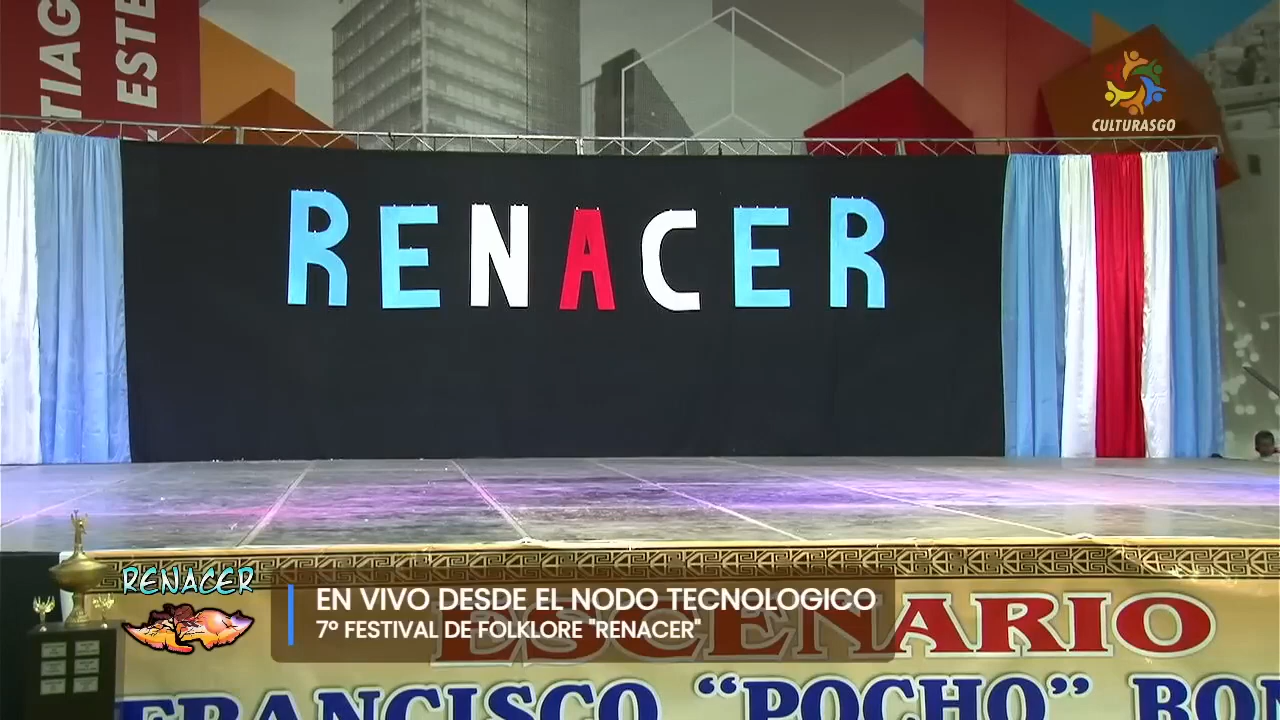 TIAG
ESTE
CULTURASGO
RENACER
RENACER
EN VIVO DESDE EL NODO TECNOLOGICO
7º FESTIVAL DE FOLKLORE "RENACER"
ESCENARIO
FRANCISCO "POCHO" RO